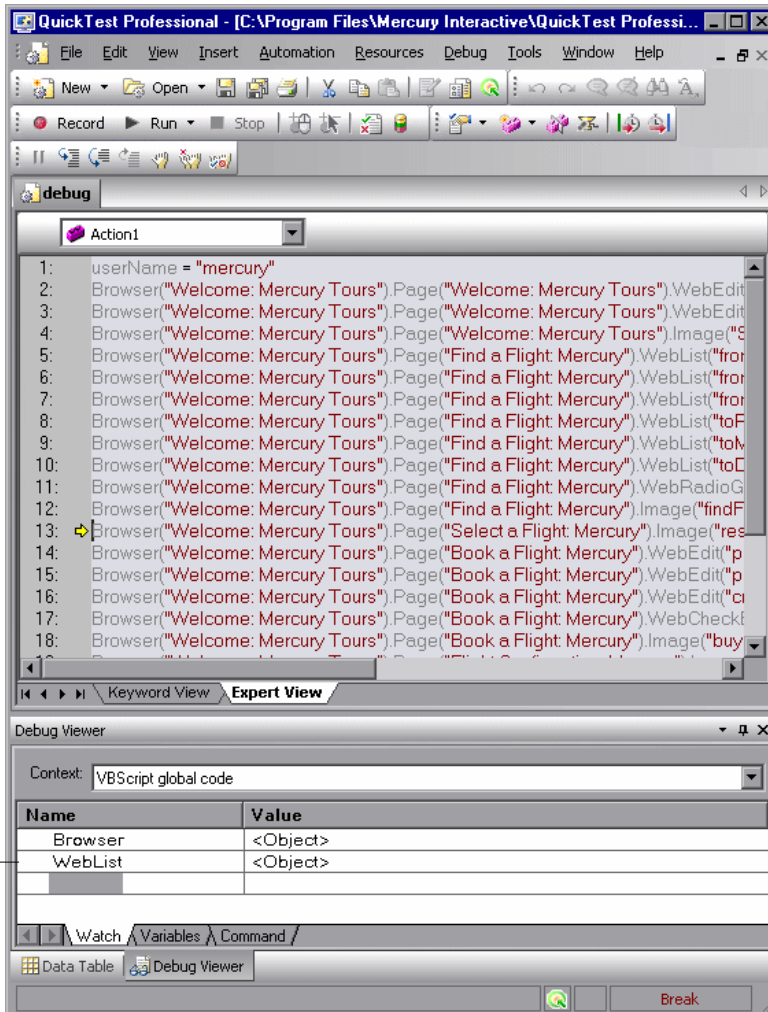 QuickTest Professional - [C:\Program Files\Mercury Interactive\QuickTest Professi...
File Edit View Insert Automation Resources Debug Tools Window Help
New Open
Record Run Stop
debug
Action1
1: userName = "mercury"
2: Browser("Welcome: Mercury Tours").Page("Welcome: Mercury Tours").WebEdit
3: Browser("Welcome: Mercury Tours").Page("Welcome: Mercury Tours").WebEdit
4: Browser("Welcome: Mercury Tours").Page("Welcome: Mercury Tours").Image("S
5: Browser("Welcome: Mercury Tours").Page("Find a Flight: Mercury").WebList("fror
6: Browser("Welcome: Mercury Tours").Page("Find a Flight: Mercury").WebList("fror
7: Browser("Welcome: Mercury Tours").Page("Find a Flight: Mercury").WebList("fror
8: Browser("Welcome: Mercury Tours").Page("Find a Flight: Mercury").WebList("toP
9: Browser("Welcome: Mercury Tours").Page("Find a Flight: Mercury").WebList("toM
10: Browser("Welcome: Mercury Tours").Page("Find a Flight: Mercury").WebList("toD
11: Browser("Welcome: Mercury Tours").Page("Find a Flight: Mercury").WebRadioG
12: Browser("Welcome: Mercury Tours").Page("Find a Flight: Mercury").Image("findF
13: Browser("Welcome: Mercury Tours").Page("Select a Flight: Mercury").Image("res
14: Browser("Welcome: Mercury Tours").Page("Book a Flight: Mercury").WebEdit("p
15: Browser("Welcome: Mercury Tours").Page("Book a Flight: Mercury").WebEdit("p
16: Browser("Welcome: Mercury Tours").Page("Book a Flight: Mercury").WebEdit("cr
17: Browser("Welcome: Mercury Tours").Page("Book a Flight: Mercury").WebCheckB
18: Browser("Welcome: Mercury Tours").Page("Book a Flight: Mercury").Image("buy
Keyword View Expert View
Debug Viewer
Context: VBScript global code
Name Value
Browser <Object>
WebList <Object>
Watch Variables Command
Data Table Debug Viewer
Break